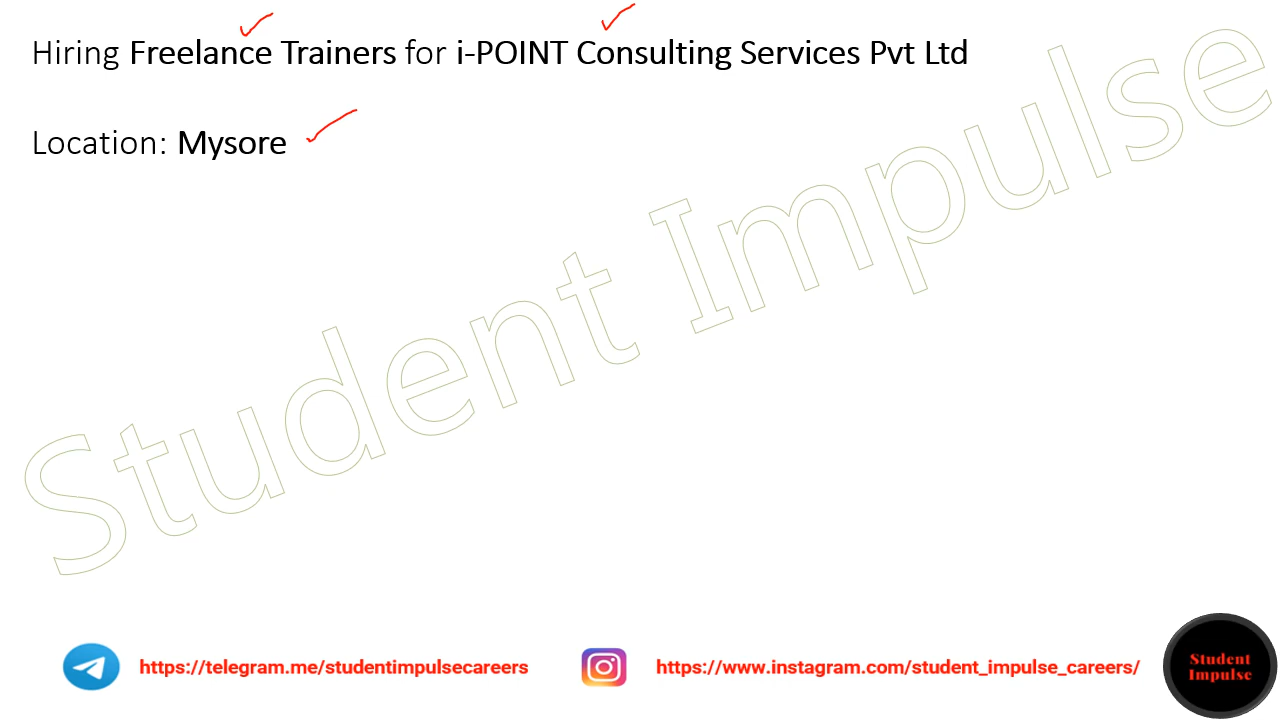 Hiring Freelance Trainers for i-POINT Consulting Services Pvt Ltd
Location: Mysore
Student Impulse
https://telegram.me/studentimpulsecareers
https://www.instagram.com/student_impulse_careers/
Student
Impulse